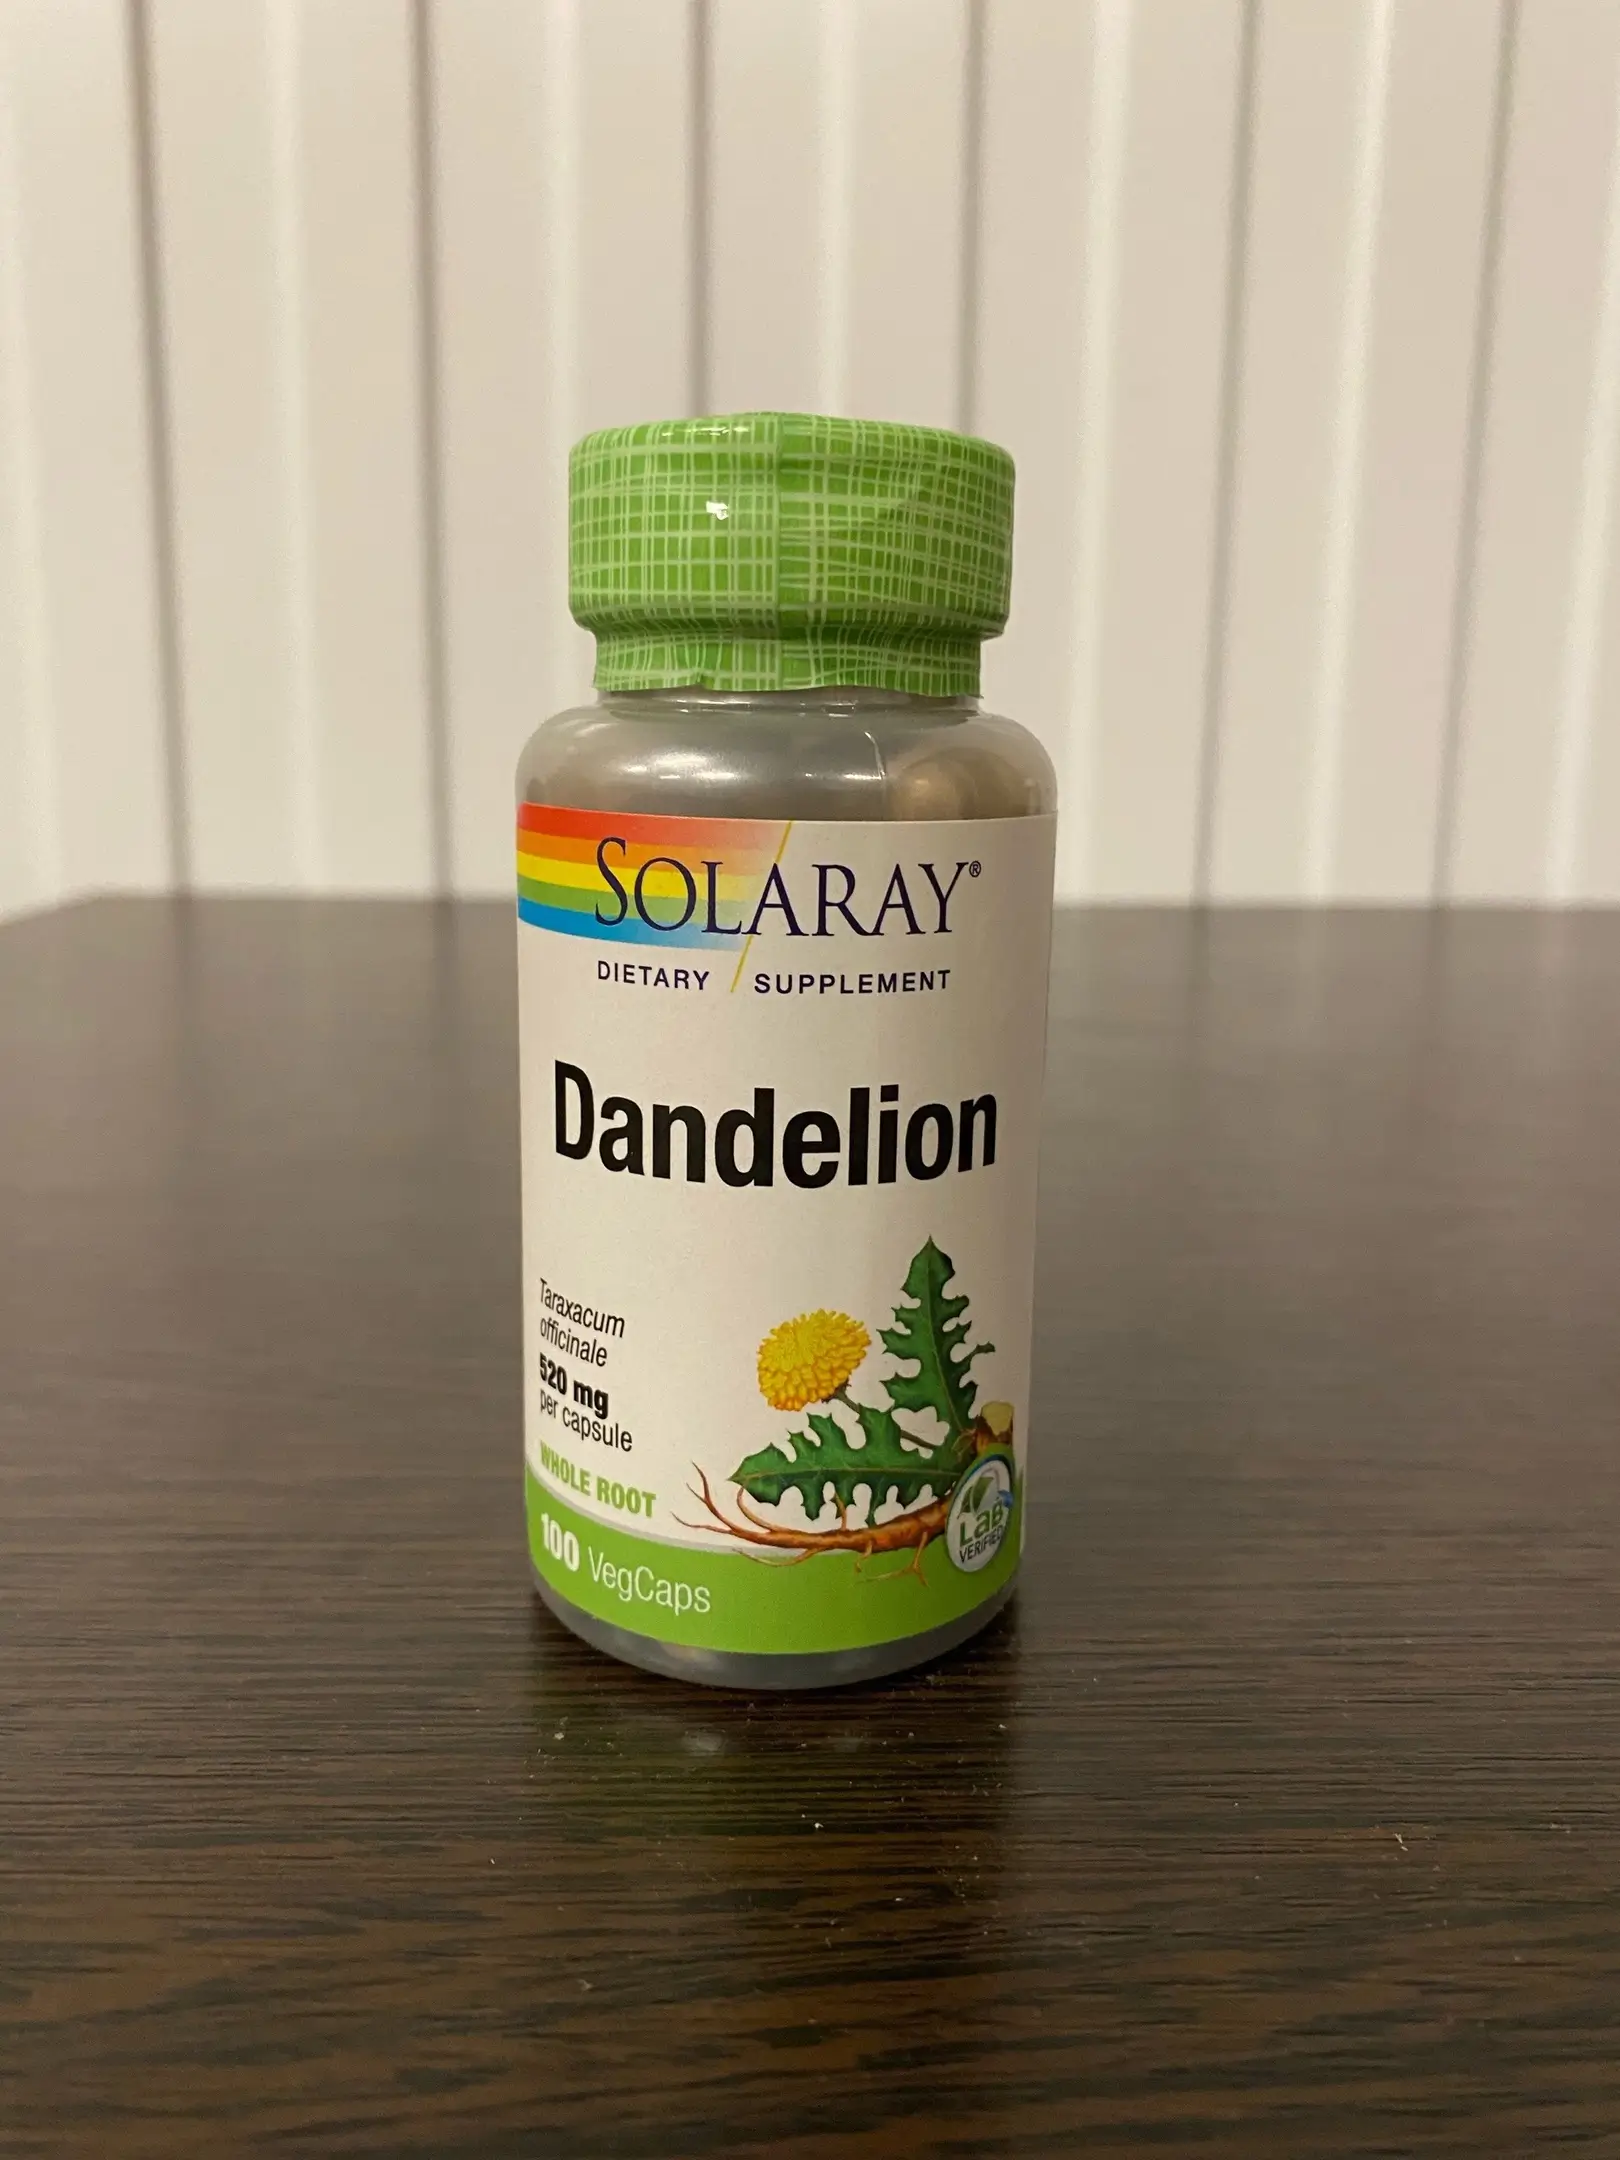 SOLARAY®
DIETARY SUPPLEMENT
Dandelion
Taraxacum
officinale
520 mg
per capsule
WHOLE ROOT
100 VegCaps
LaB
VERIFIED